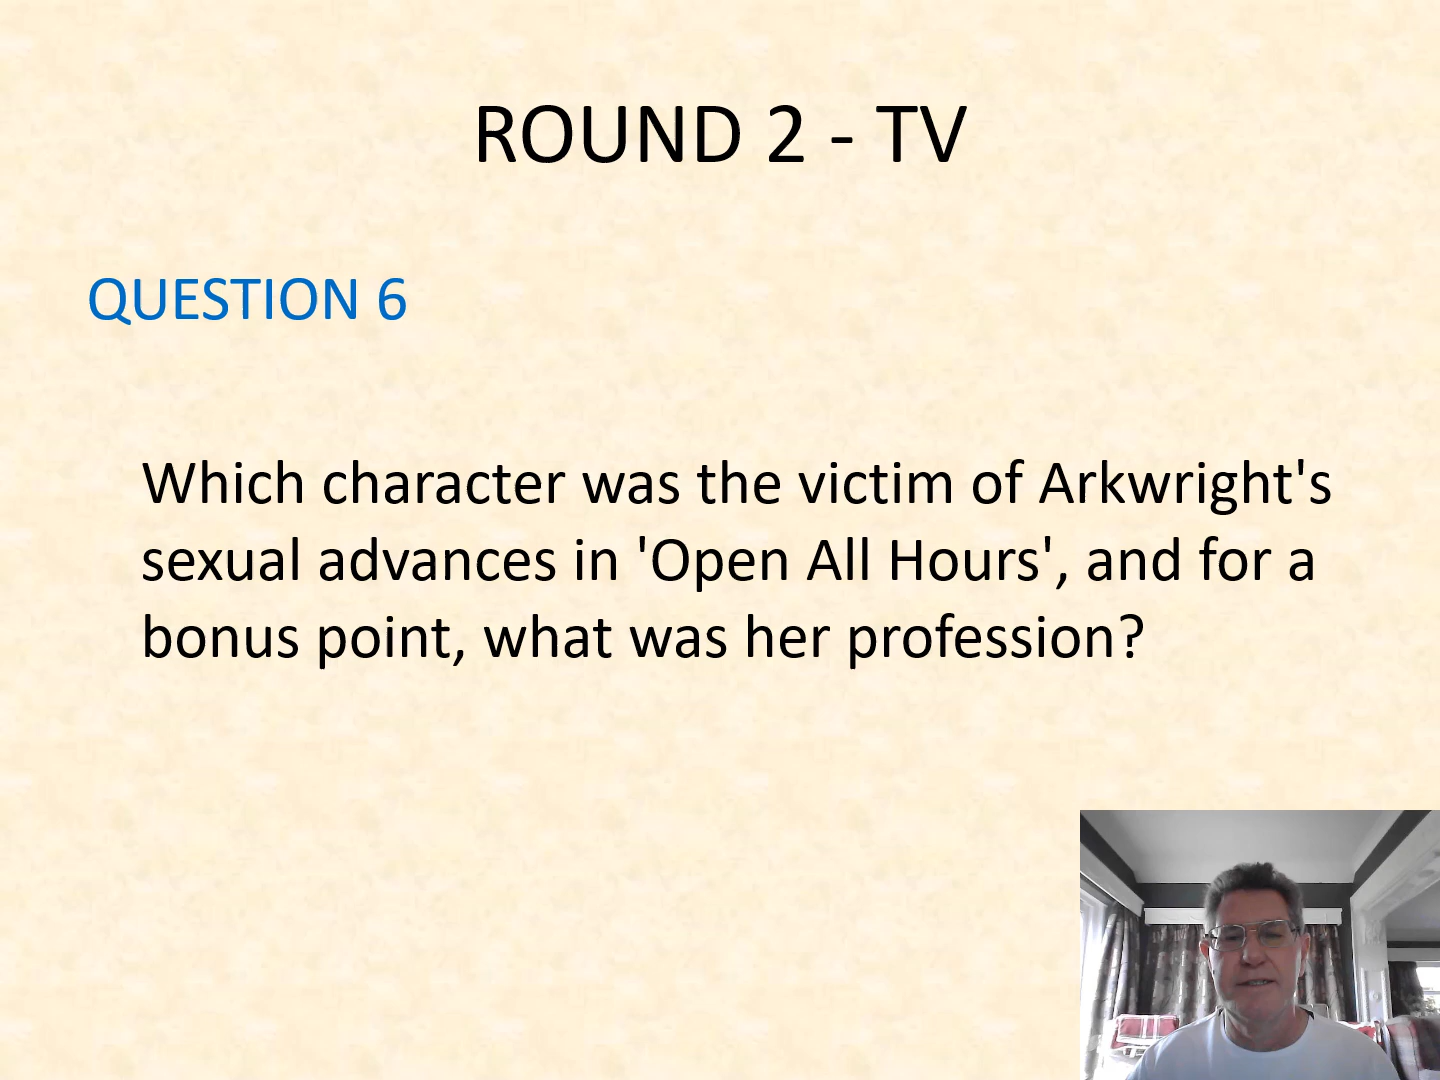 ROUND 2 - TV
QUESTION 6
Which character was the victim of Arkwright's
sexual advances in 'Open All Hours', and for a
bonus point, what was her profession?